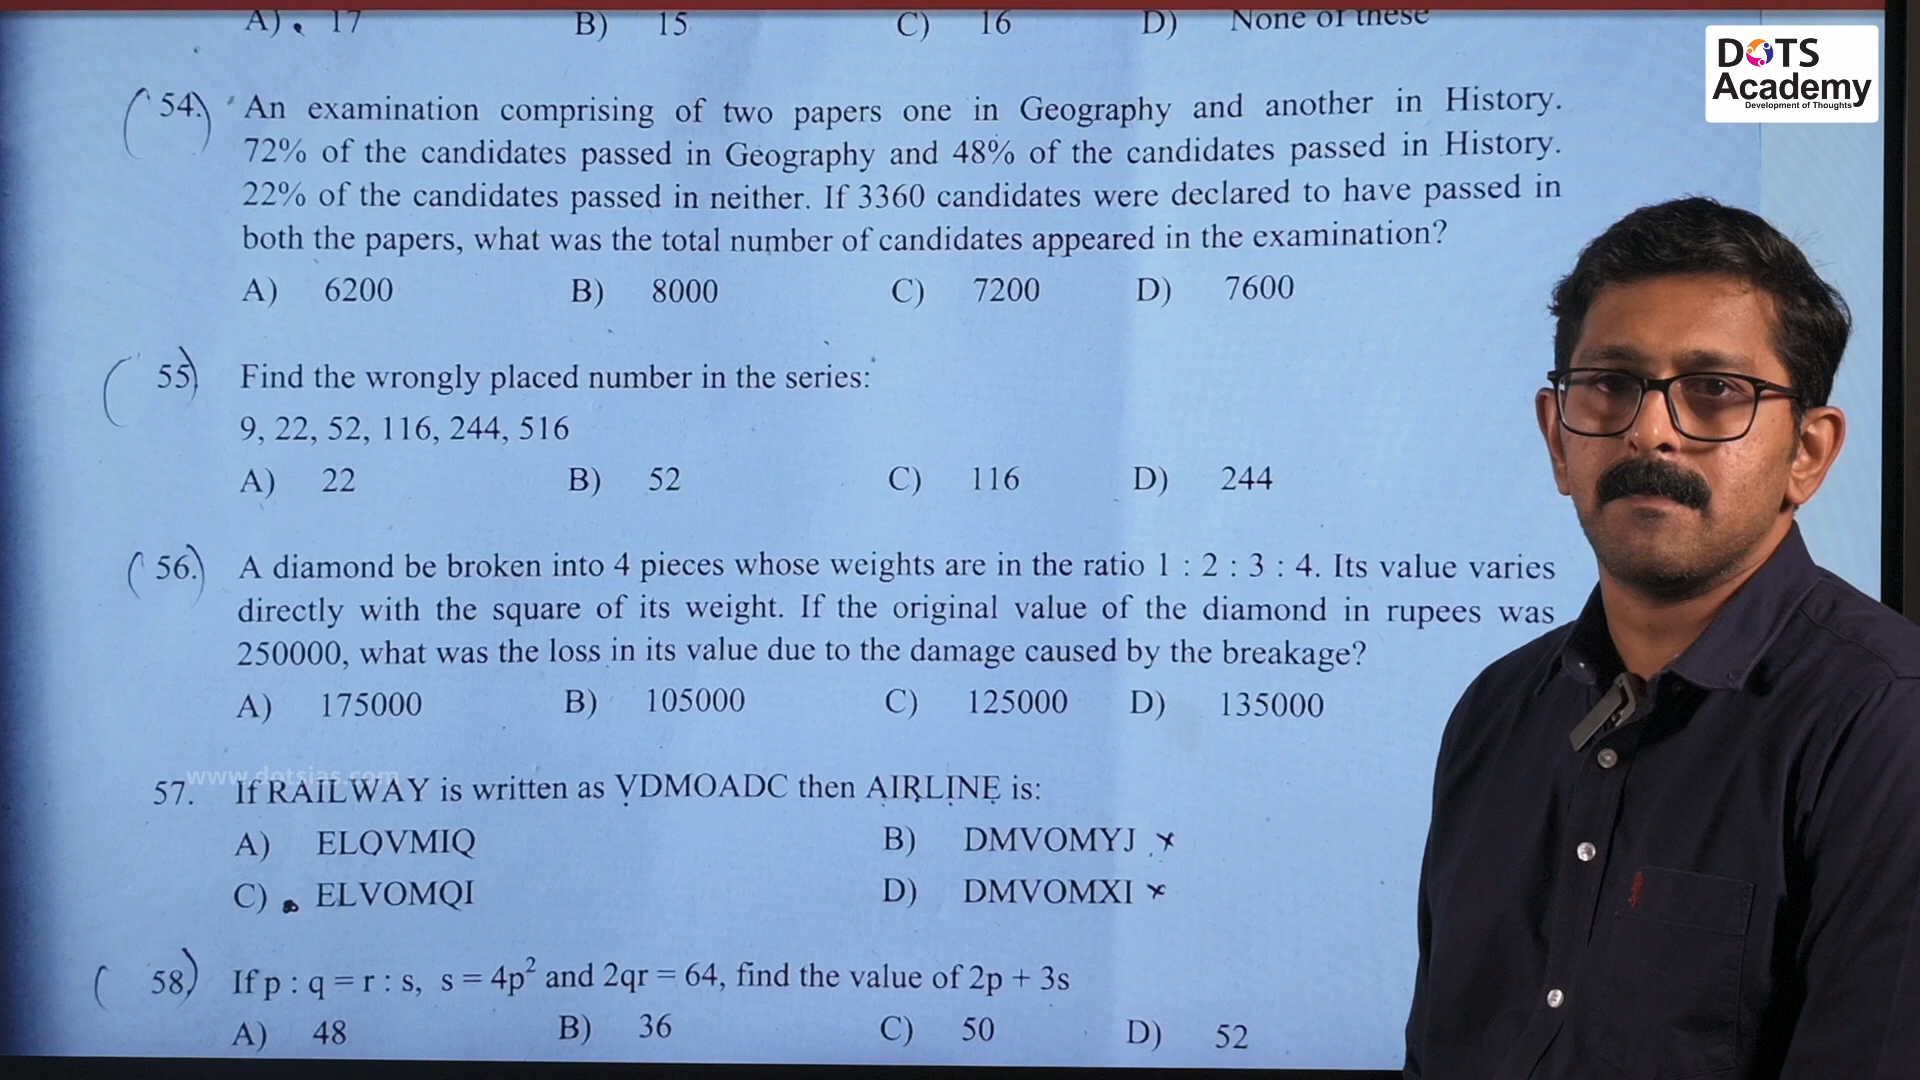 A) 17 B) 15 C) 16 D) None of these
DOTS
Academy
Development of Thoughts
54. An examination comprising of two papers one in Geography and another in History.
72% of the candidates passed in Geography and 48% of the candidates passed in History.
22% of the candidates passed in neither. If 3360 candidates were declared to have passed in
both the papers, what was the total number of candidates appeared in the examination?
A) 6200 B) 8000 C) 7200 D) 7600
55) Find the wrongly placed number in the series:
9, 22, 52, 116, 244, 516
A) 22 B) 52 C) 116 D) 244
56. A diamond be broken into 4 pieces whose weights are in the ratio 1 : 2 : 3 : 4. Its value varies
directly with the square of its weight. If the original value of the diamond in rupees was
250000, what was the loss in its value due to the damage caused by the breakage?
A) 175000 B) 105000 C) 125000 D) 135000
www.dotsias.com
57. If RAILWAY is written as VDMOADC then AIRLINE is:
A) ELOVMIQ B) DMVOMYJ
C) ELVOMQI D) DMVOMXI
58) If p : q = r : s, s = 4p² and 2qr = 64, find the value of 2p + 3s
A) 48 B) 36 C) 50 D) 52